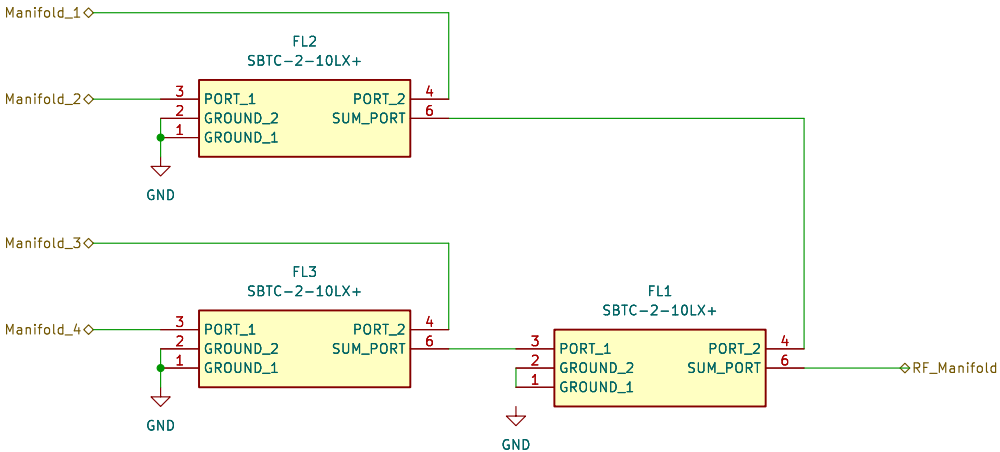 Manifold_1
FL2
SBTC-2-10LX+
Manifold_2
3 PORT_1 PORT_2 4
2 GROUND_2 SUM_PORT 6
1 GROUND_1
GND
Manifold_3
FL3
SBTC-2-10LX+
Manifold_4
3 PORT_1 PORT_2 4
2 GROUND_2 SUM_PORT 6
1 GROUND_1
GND
FL1
SBTC-2-10LX+
3 PORT_1 PORT_2 4
2 GROUND_2 SUM_PORT 6
1 GROUND_1
GND
RF_Manifold